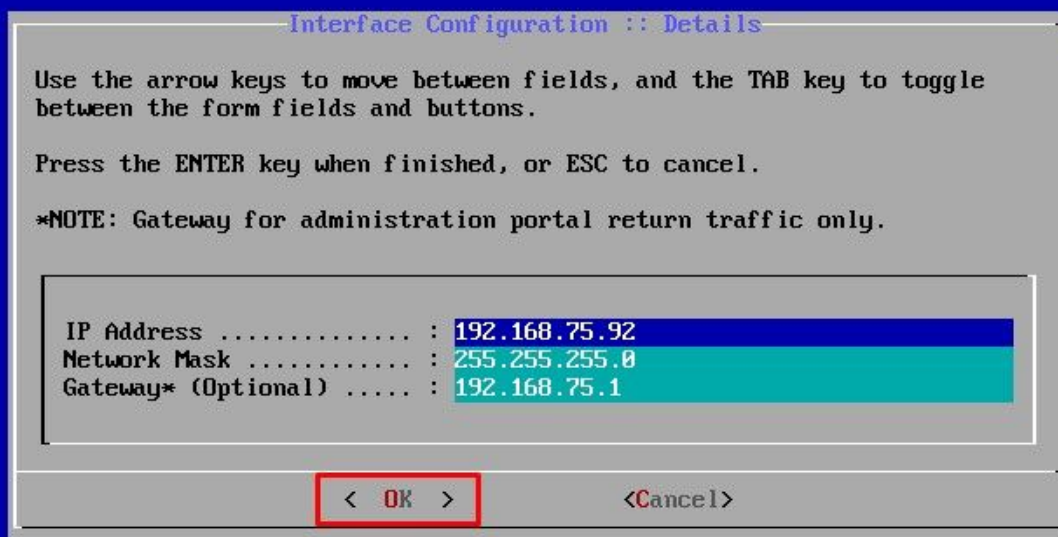 Interface Configuration :: Details
Use the arrow keys to move between fields, and the TAB key to toggle
between the form fields and buttons.
Press the ENTER key when finished, or ESC to cancel.
*NOTE: Gateway for administration portal return traffic only.
IP Address .............. : 192.168.75.92
Network Mask ............ : 255.255.255.0
Gateway* (Optional) ..... : 192.168.75.1
< OK > <Cancel>